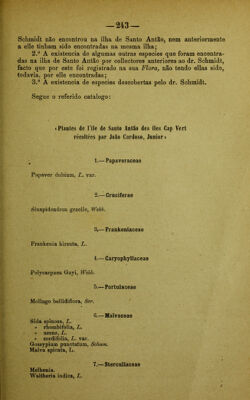 —243—
Schmidt não encontrou na ilha de Santo Antão, nem anteriormente
a elle tinham sido encontradas na mesma ilha;
2.º A existencia de algumas outras especies que foram encontra-
das na ilha de Santo Antão por collectores anteriores ao dr. Schmidt,
facto que por este foi registrado na sua Flora, não tendo ellas sido,
todavia, por elle encontradas;
3.º A existencia de especies descobertas pelo dr. Schmidt.
Segue o referido catalogo:
«Plantes de l'ile de Santo Antão des iles Cap Vert
récoltées par João Cardoso, Junior»
1.—Papaveraceae
Papaver dubium, L. var.
2.—Cruciferae
Sinapidendron gracile, Webb.
3.—Frankeniaceae
Frankenia hirsuta, L.
4.—Caryophyllaceae
Polycarpaea Gayi, Webb.
5.—Portulaceae
Mollugo bellidiflora, Ser.
6.—Malvaceae
Sida spinosa, L.
» rhombifolia, L.
» urens, L.
» cordifolia, L. var.
Gossypium punctatum, Schum.
Malva spicata, L.
7.—Sterculiaceae
Melhenia.
Waltheria indica, L.